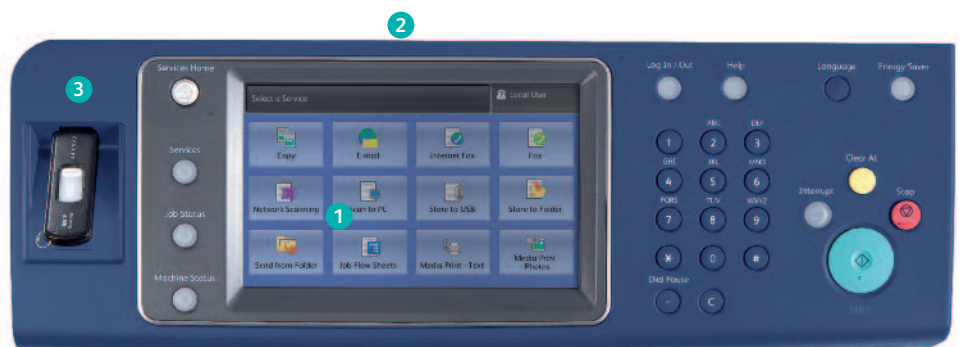 2
3
Services Home
Services
Job Status
Machine Status
Select a Service
Local User
Copy
E-mail
Internet Fax
Fax
Network Scanning
Scan to PC
Store to USB
Store to Folder
1
Send from Folder
Job Flow Sheets
Media Print - Text
Media Print
- Photos
Log In / Out
Help
Language
Energy Saver
ABC
DEF
1
2
3
GHI
JKL
MNO
4
5
6
PQRS
TUV
WXYZ
7
8
9
*
0
#
Dial Pause
-
C
Clear All
Interrupt
Stop
Start